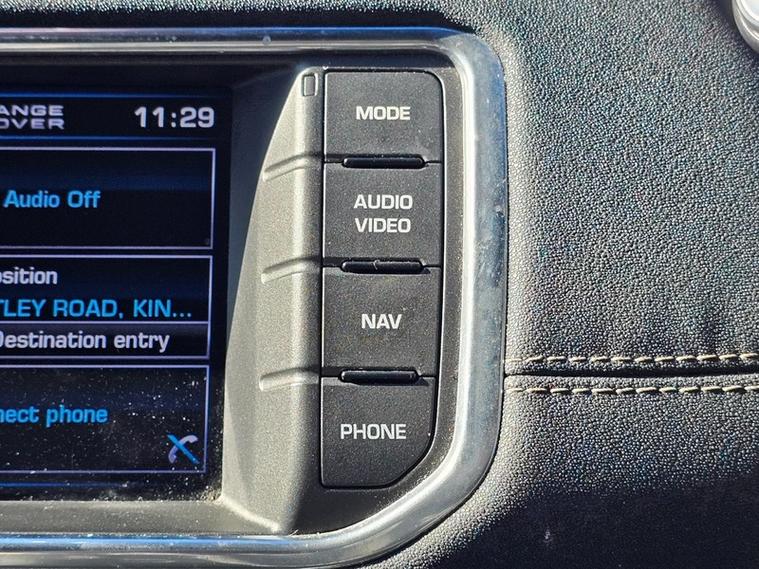 ANGE
OVER
11:29
MODE
Audio Off
AUDIO
VIDEO
osition
TLEY ROAD, KIN...
Destination entry
NAV
nect phone
PHONE